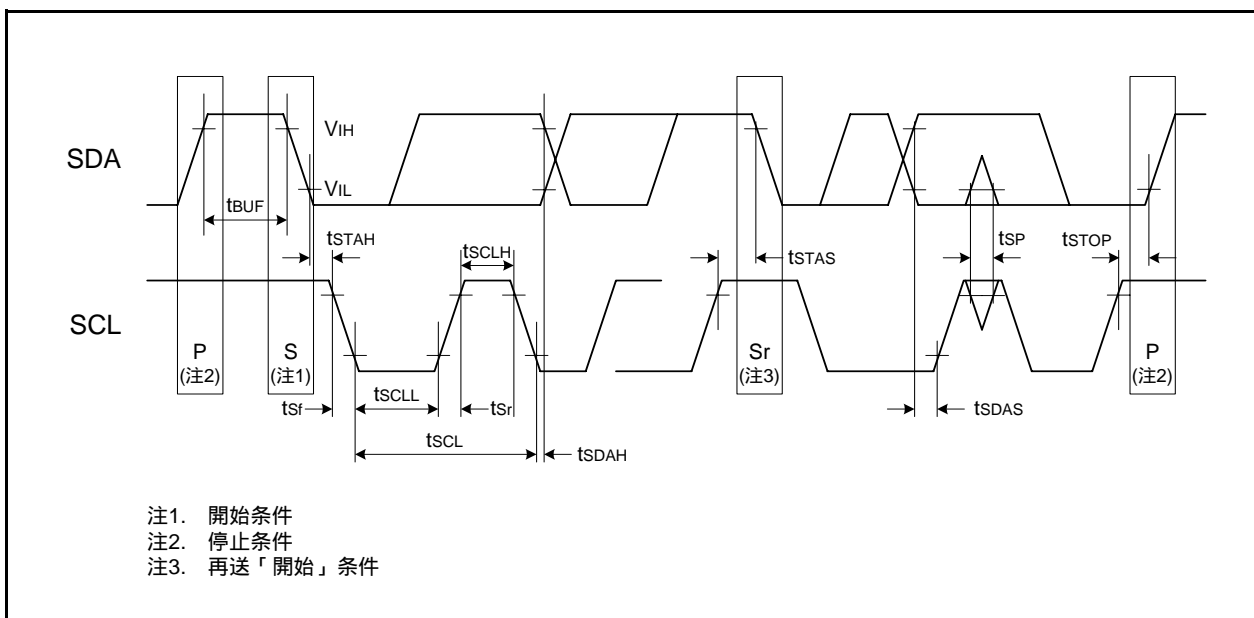 SDA
VIH
VIL
tBUF
tSTAH
tSCLH
tSTAS
tSP
tSTOP
SCL
P
(注2)
S
(注1)
Sr
(注3)
P
(注2)
tSf
tSCLL
tSr
tSCL
tSDAH
tSDAS
注1. 開始条件
注2. 停止条件
注3. 再送「開始」条件